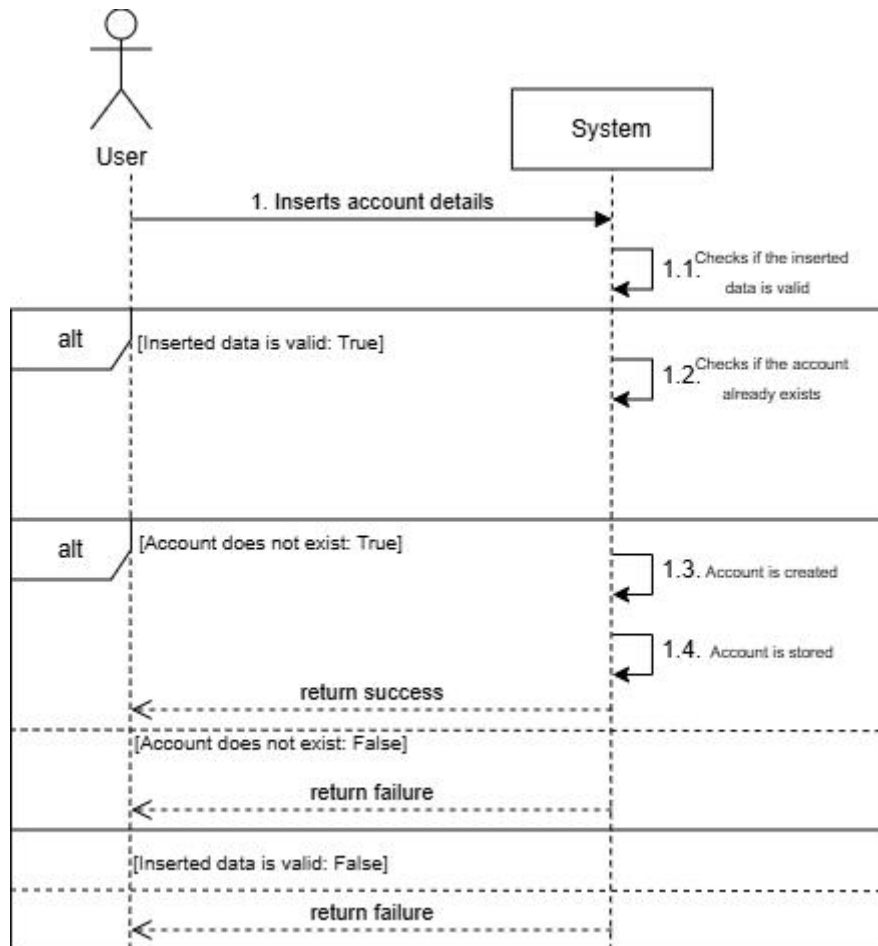 User
System
1. Inserts account details
1.1. Checks if the inserted
data is valid
alt
[Inserted data is valid: True]
1.2. Checks if the account
already exists
alt
[Account does not exist: True]
1.3. Account is created
1.4. Account is stored
return success
[Account does not exist: False]
return failure
[Inserted data is valid: False]
return failure